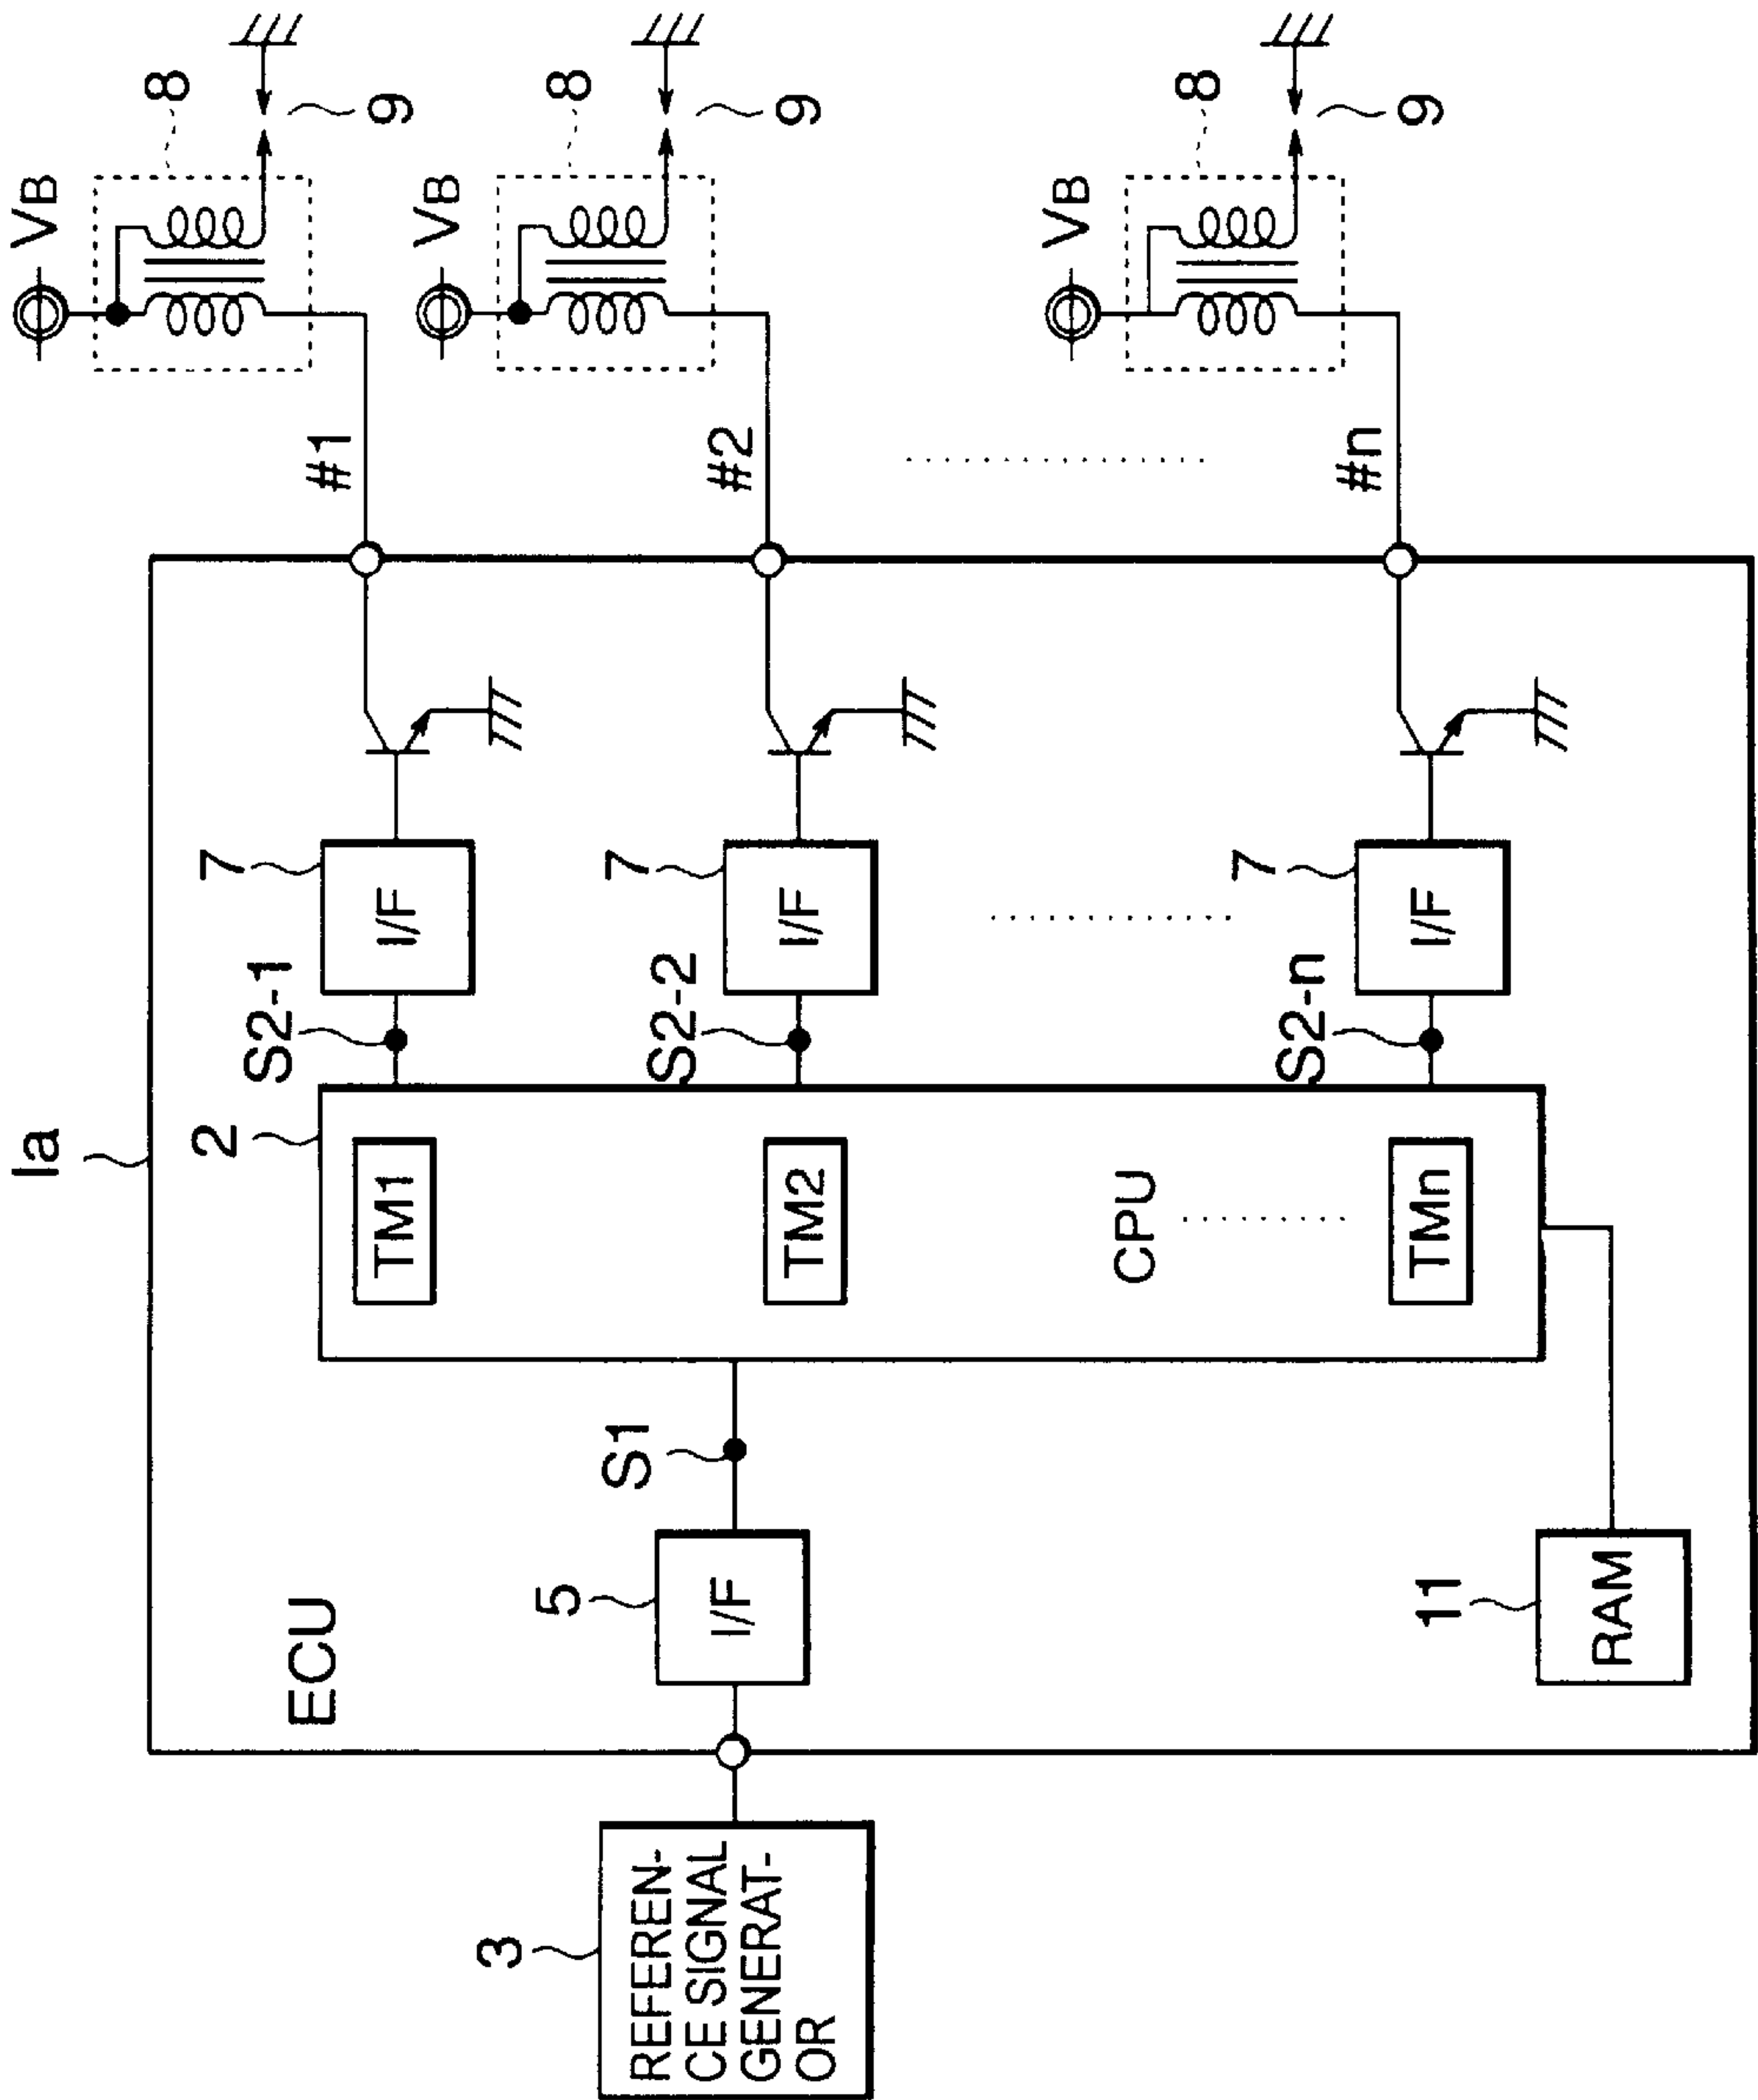 Ia
ECU
3
REFEREN-
CE SIGNAL
GENERAT-
OR
5
I/F
S1
2
TM1
TM2
CPU
TMn
11
RAM
S2-1
7
I/F
S2-2
7
I/F
S2-n
7
I/F
#1
#2
#n
VB
8
9
VB
8
9
VB
8
9